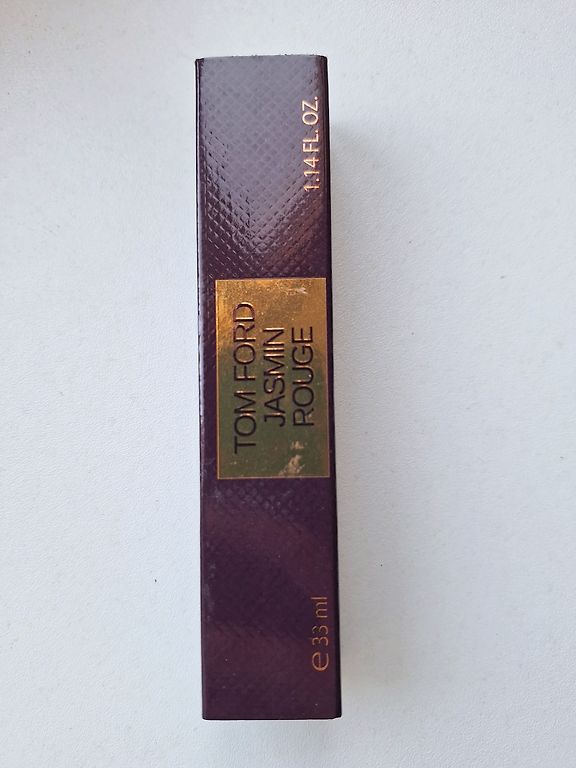 TOM FORD
JASMIN
ROUGE
e 33 ml
1.14 FL. OZ.